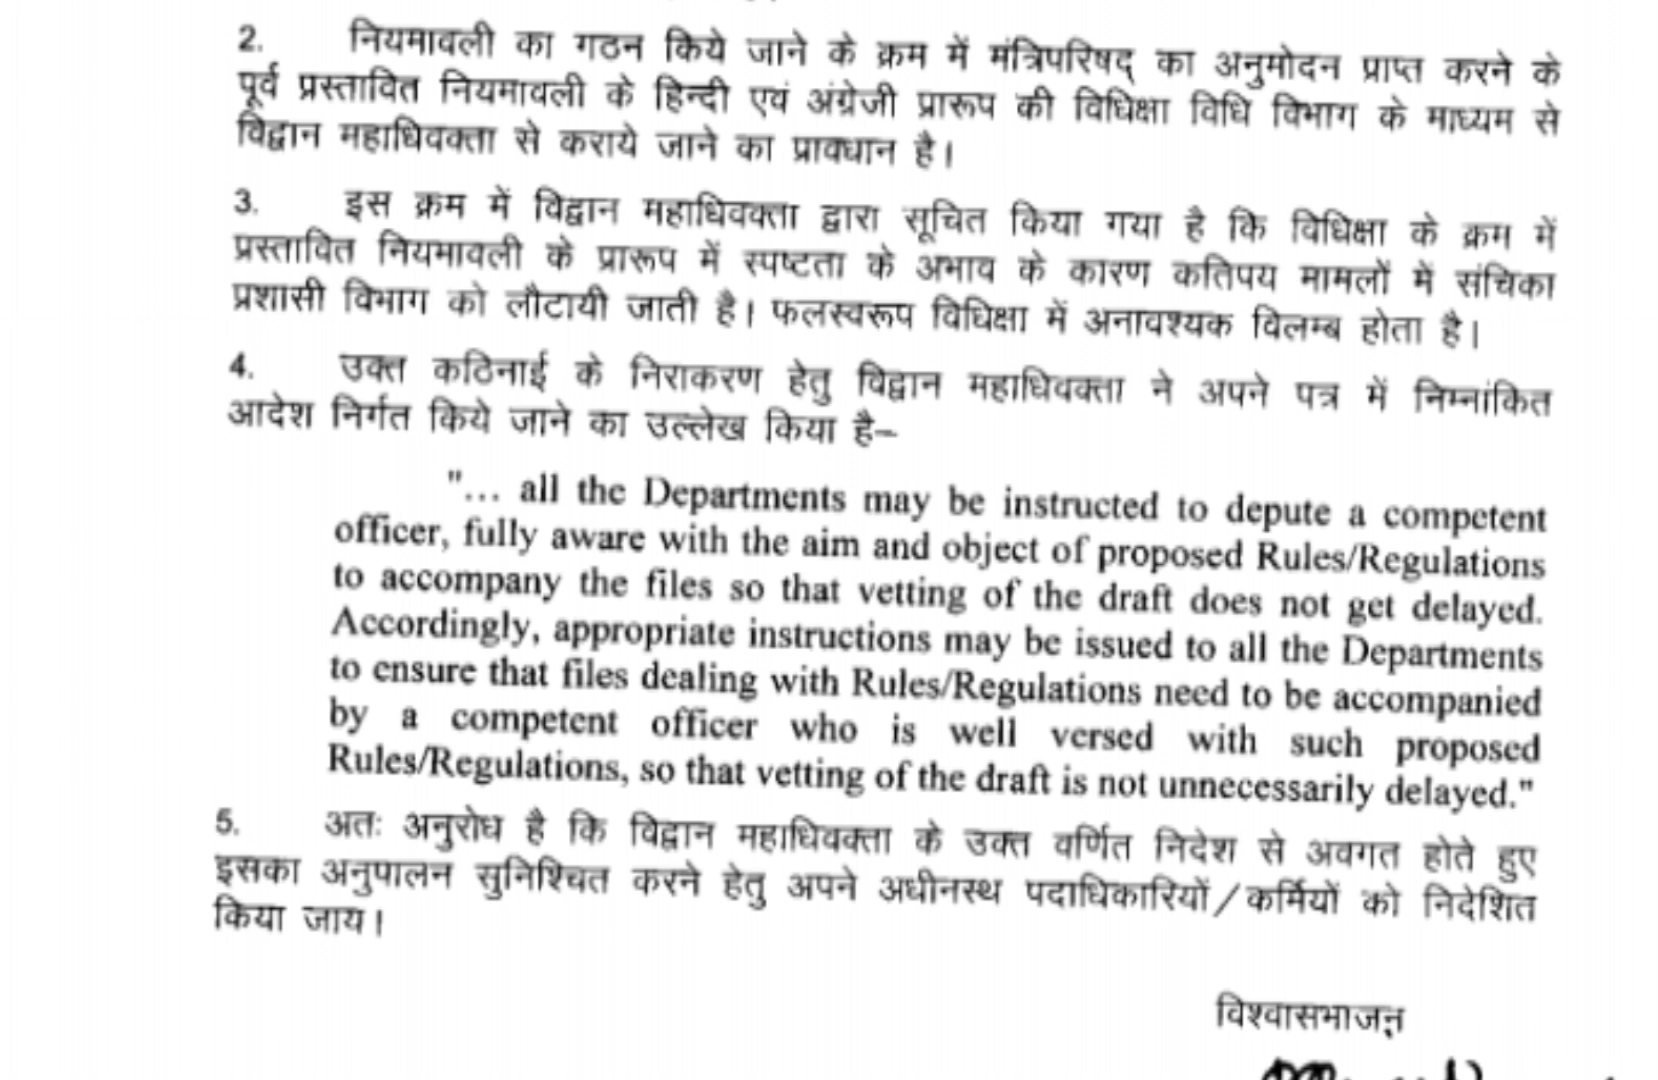 2. नियमावली का गठन किये जाने के क्रम में मंत्रिपरिषद् का अनुमोदन प्राप्त करने के
पूर्व प्रस्तावित नियमावली के हिन्दी एवं अंग्रेजी प्रारूप की विधिक्षा विधि विभाग के माध्यम से
विद्वान महाधिवक्ता से कराये जाने का प्रावधान है।
3. इस क्रम में विद्वान महाधिवक्ता द्वारा सूचित किया गया है कि विधिक्षा के क्रम में
प्रस्तावित नियमावली के प्रारूप में स्पष्टता के अभाव के कारण कतिपय मामलों में संचिका
प्रशासी विभाग को लौटायी जाती है। फलस्वरूप विधिक्षा में अनावश्यक विलम्ब होता है।
4. उक्त कठिनाई के निराकरण हेतु विद्वान महाधिवक्ता ने अपने पत्र में निम्नांकित
आदेश निर्गत किये जाने का उल्लेख किया है–
"... all the Departments may be instructed to depute a competent
officer, fully aware with the aim and object of proposed Rules/Regulations
to accompany the files so that vetting of the draft does not get delayed.
Accordingly, appropriate instructions may be issued to all the Departments
to ensure that files dealing with Rules/Regulations need to be accompanied
by a competent officer who is well versed with such proposed
Rules/Regulations, so that vetting of the draft is not unnecessarily delayed."
5. अतः अनुरोध है कि विद्वान महाधिवक्ता के उक्त वर्णित निदेश से अवगत होते हुए
इसका अनुपालन सुनिश्चित करने हेतु अपने अधीनस्थ पदाधिकारियों/कर्मियों को निदेशित
किया जाय।
विश्वासभाजन